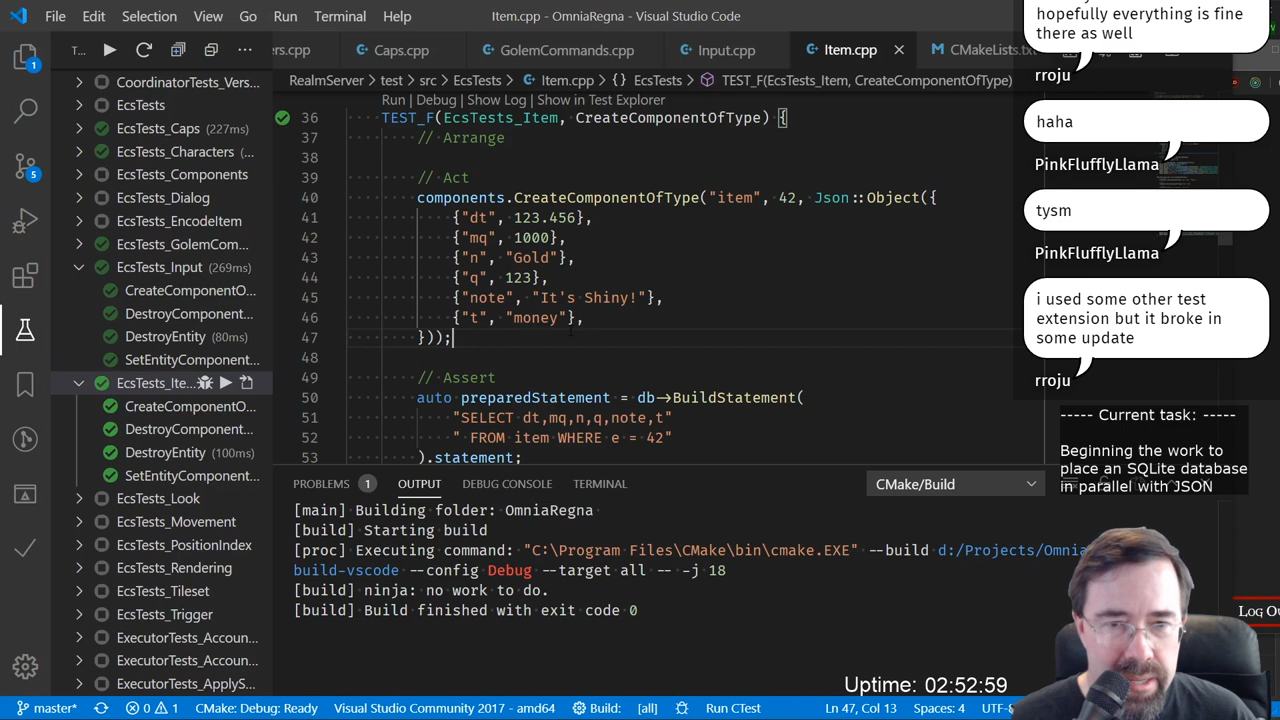 File Edit Selection View Go Run Terminal Help
Item.cpp - OmniaRegna - Visual Studio Code
T...
ers.cpp
Caps.cpp
GolemCommands.cpp
Input.cpp
Item.cpp
CMakeLists.txt
RealmServer > test > src > EcsTests > Item.cpp > {} EcsTests > TEST_F(EcsTests_Item, CreateComponentOfType)
1
5
CoordinatorTests_Vers...
EcsTests
EcsTests_Caps (227ms)
EcsTests_Characters (...
EcsTests_Components
EcsTests_Dialog
EcsTests_EncodeItem
EcsTests_GolemCom...
EcsTests_Input (269ms)
CreateComponentO...
DestroyComponent...
DestroyEntity (80ms)
SetEntityComponent...
EcsTests_Ite...
CreateComponentO...
DestroyComponent...
DestroyEntity (100ms)
SetEntityComponent...
EcsTests_Look
EcsTests_Movement
EcsTests_PositionIndex
EcsTests_Rendering
EcsTests_Tileset
EcsTests_Trigger
ExecutorTests_Accoun...
ExecutorTests_Accoun...
ExecutorTests_ApplyS...
Run | Debug | Show Log | Show in Test Explorer
36 TEST_F(EcsTests_Item, CreateComponentOfType) {
37 // Arrange
38
39 // Act
40 components.CreateComponentOfType("item", 42, Json::Object({
41 {"dt", 123.456},
42 {"mq", 1000},
43 {"n", "Gold"},
44 {"q", 123},
45 {"note", "It's Shiny!"},
46 {"t", "money"},
47 }));
48
49 // Assert
50 auto preparedStatement = db->BuildStatement(
51 "SELECT dt,mq,n,q,note,t"
52 " FROM item WHERE e = 42"
53 ).statement;
PROBLEMS 1 OUTPUT DEBUG CONSOLE TERMINAL
CMake/Build
[main] Building folder: OmniaRegna
[build] Starting build
[proc] Executing command: "C:\Program Files\CMake\bin\cmake.EXE" --build d:/Projects/Omnia
build-vscode --config Debug --target all -- -j 18
[build] ninja: no work to do.
[build] Build finished with exit code 0
hopefully everything is fine
there as well
rroju
haha
PinkFlufflyLlama
tysm
PinkFlufflyLlama
i used some other test
extension but it broke in
some update
rroju
----- Current task: -----
Beginning the work to
place an SQLite database
in parallel with JSON
Uptime: 02:52:59
master*
0
1
CMake: Debug: Ready
Visual Studio Community 2017 - amd64
Build:
[all]
Run CTest
Ln 47, Col 13
Spaces: 4